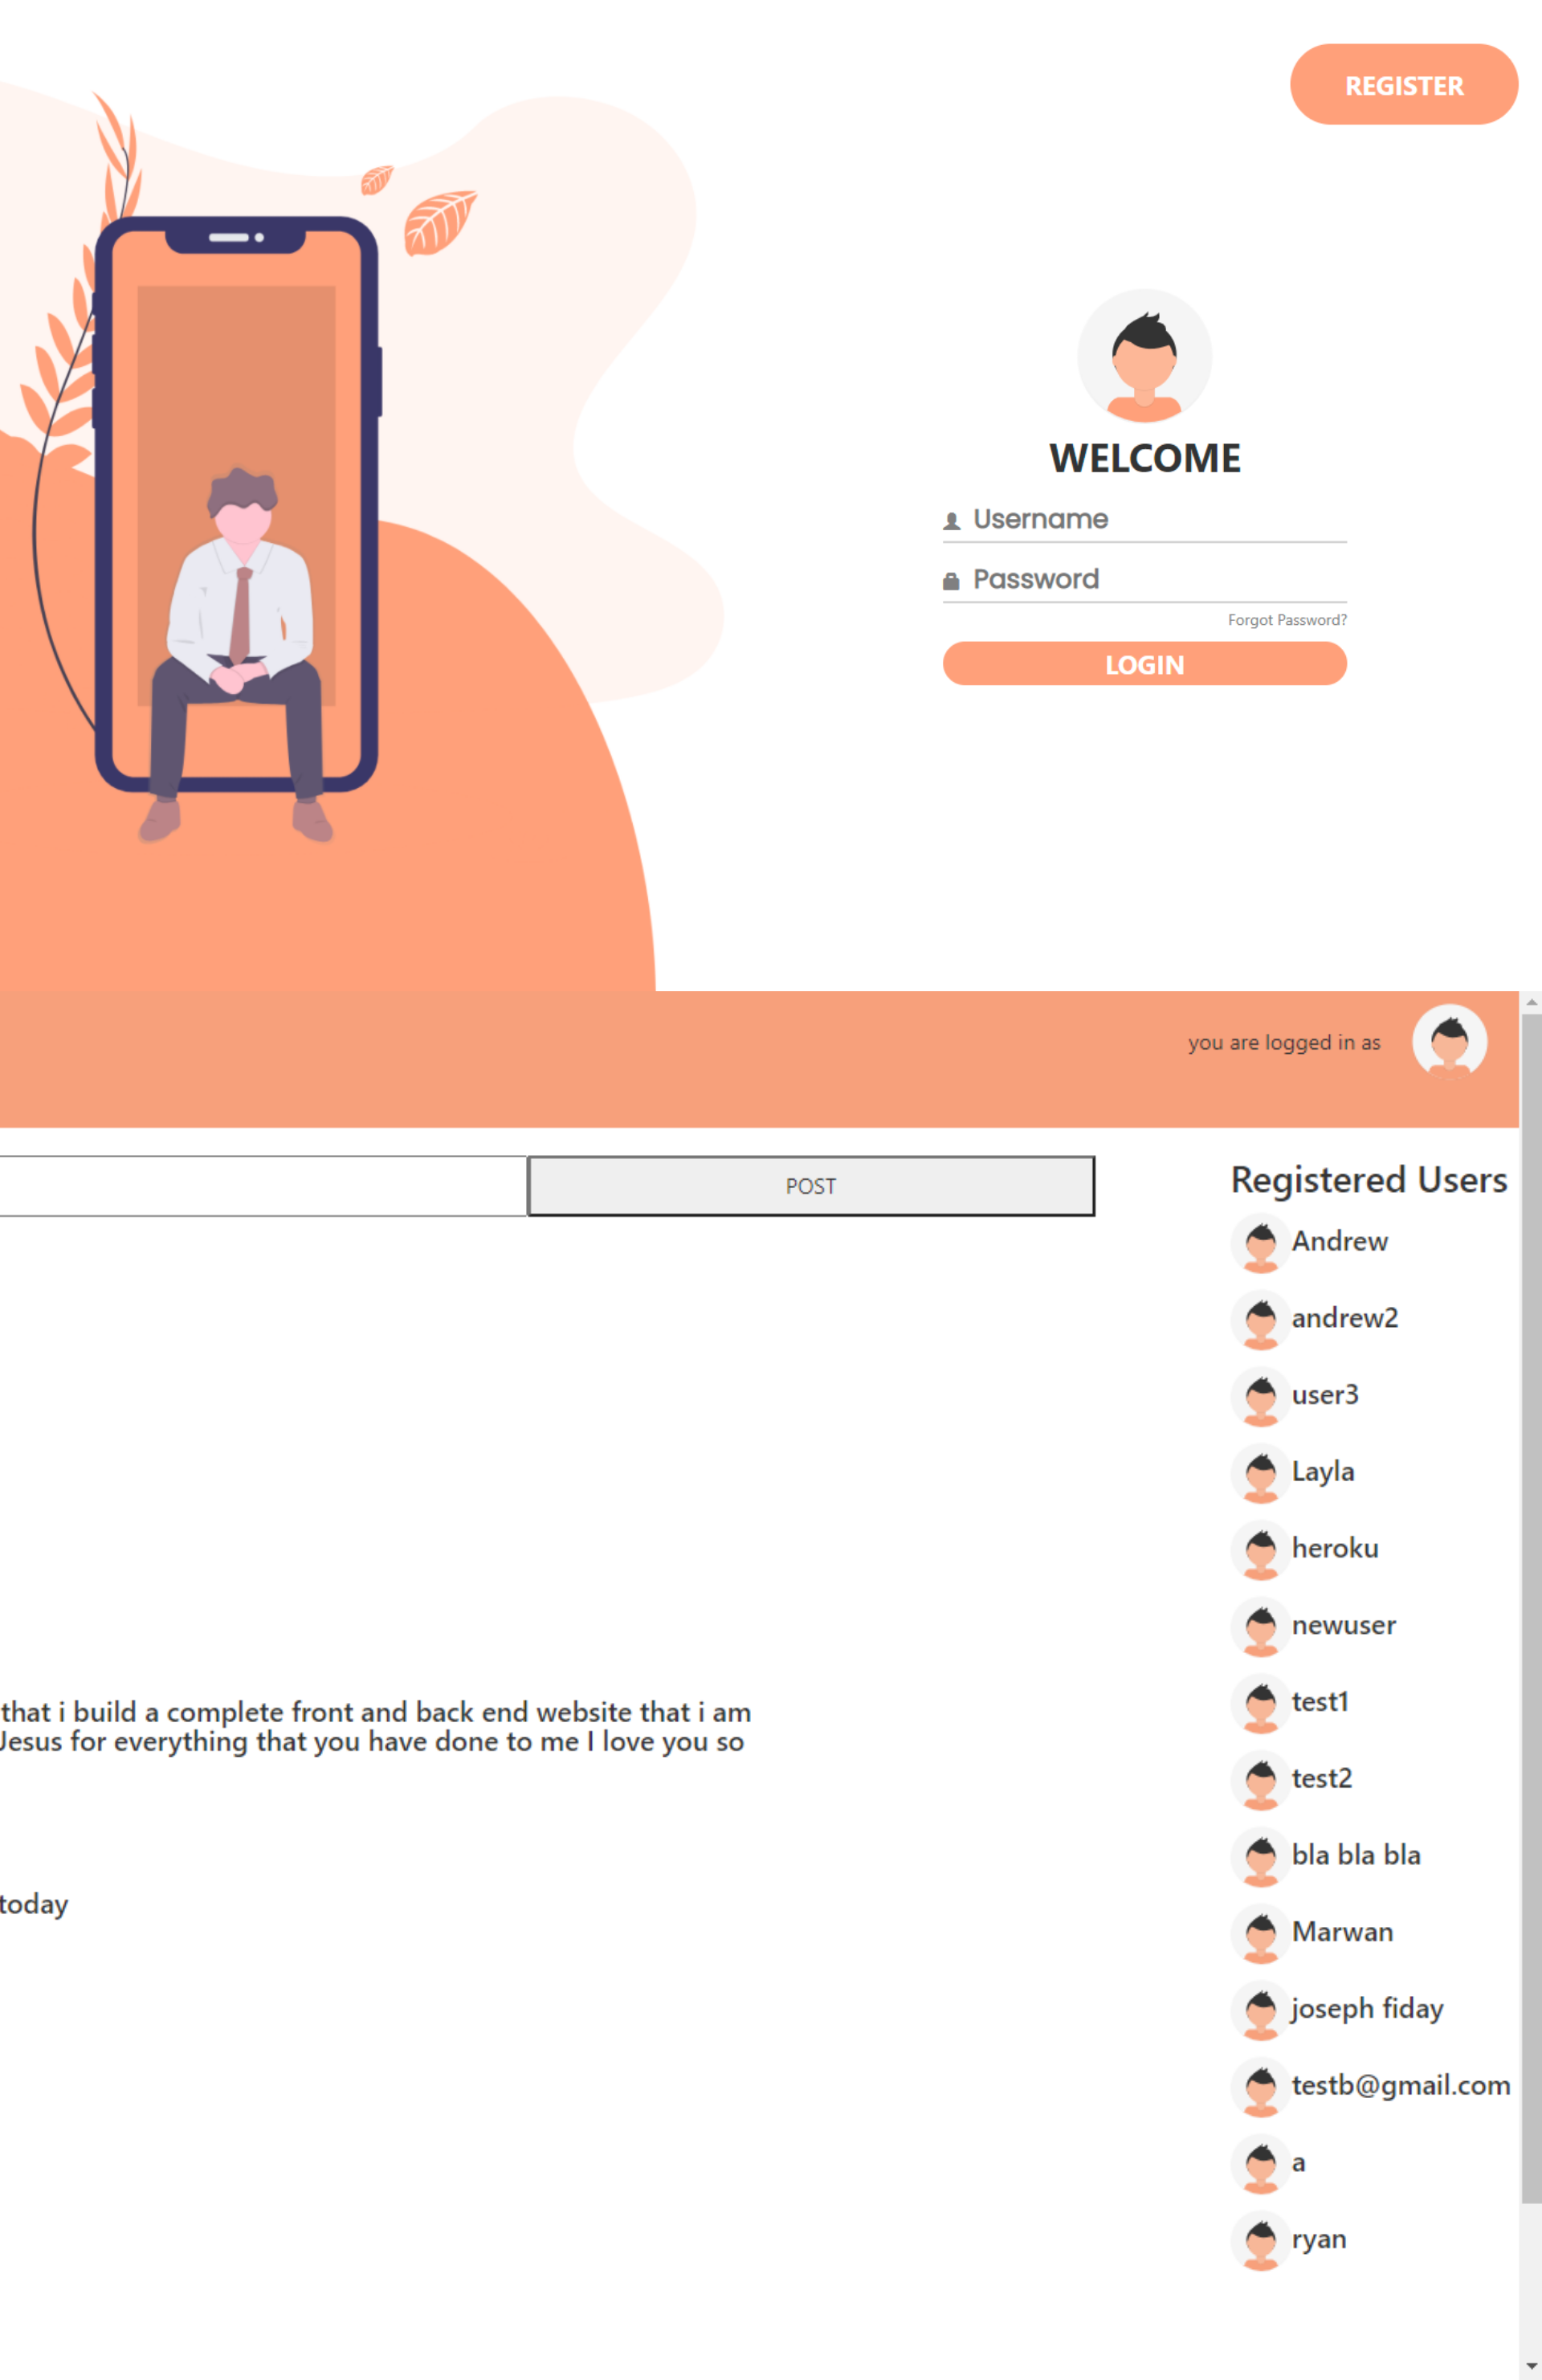 REGISTER
WELCOME
Username
Password
Forgot Password?
LOGIN
you are logged in as
POST
Registered Users
Andrew
andrew2
user3
Layla
heroku
newuser
that i build a complete front and back end website that i am
Jesus for everything that you have done to me I love you so
test1
test2
bla bla bla
today
Marwan
joseph fiday
testb@gmail.com
a
ryan